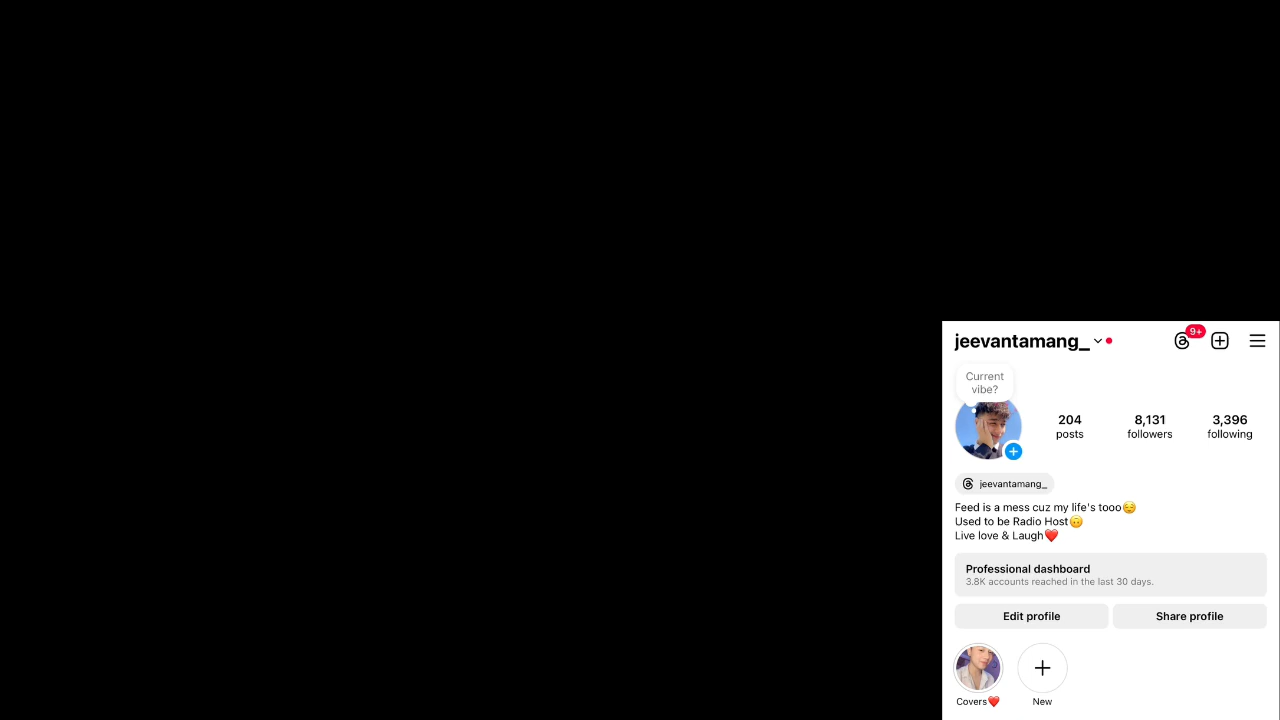 jeevantamang_
9+
Current
vibe?
204
posts
8,131
followers
3,396
following
jeevantamang_
Feed is a mess cuz my life's tooo😌
Used to be Radio Host🙃
Live love & Laugh❤️
Professional dashboard
3.8K accounts reached in the last 30 days.
Edit profile
Share profile
Covers❤️
New